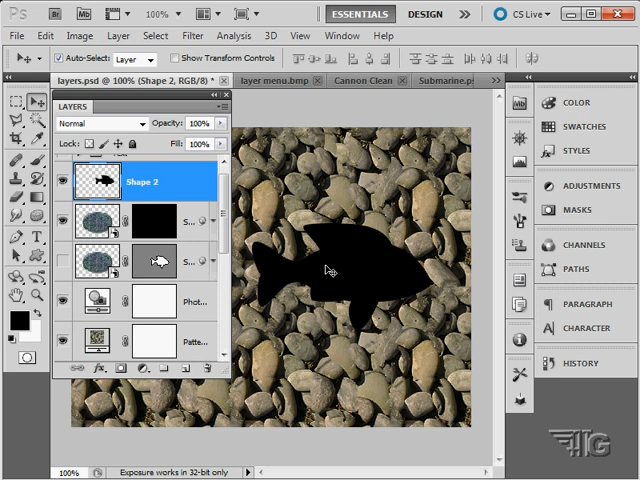 Ps Br Mb 100% ESSENTIALS DESIGN CS Live
File Edit Image Layer Select Filter Analysis 3D View Window Help
Auto-Select: Layer Show Transform Controls
layers.psd @ 100% (Shape 2, RGB/8) * layer menu.bmp Cannon Clean Submarine.ps
LAYERS
Normal Opacity: 100%
Lock: Fill: 100%
Shape 2
S...
S...
Phot...
Patte...
Mb COLOR
SWATCHES
STYLES
ADJUSTMENTS
MASKS
CHANNELS
PATHS
PARAGRAPH
CHARACTER
HISTORY
100% Exposure works in 32-bit only